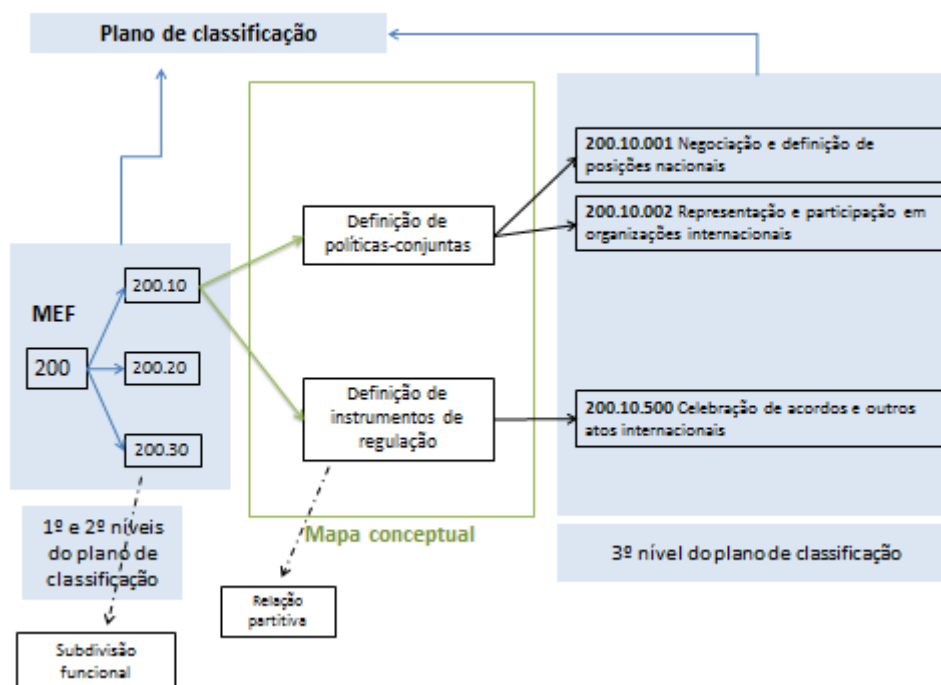 Plano de classificação
200.10.001 Negociação e definição de
posições nacionais
200.10.002 Representação e participação em
organizações internacionais
Definição de
políticas-conjuntas
MEF
200.10
200
200.20
200.30
Definição de
instrumentos de
regulação
200.10.500 Celebração de acordos e outros
atos internacionais
Mapa conceptual
1º e 2º níveis
do plano de
classificação
3º nível do plano de classificação
Relação
partitiva
Subdivisão
funcional